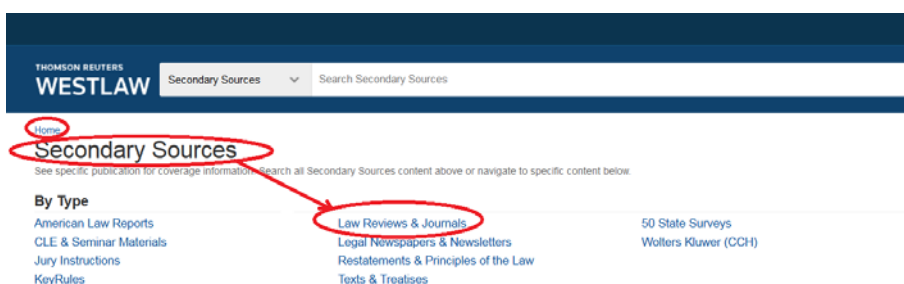 THOMSON REUTERS
WESTLAW
Secondary Sources
Search Secondary Sources
Home
Secondary Sources
See specific publication for coverage information. Search all Secondary Sources content above or navigate to specific content below.
By Type
American Law Reports
CLE & Seminar Materials
Jury Instructions
KeyRules
Law Reviews & Journals
Legal Newspapers & Newsletters
Restatements & Principles of the Law
Texts & Treatises
50 State Surveys
Wolters Kluwer (CCH)